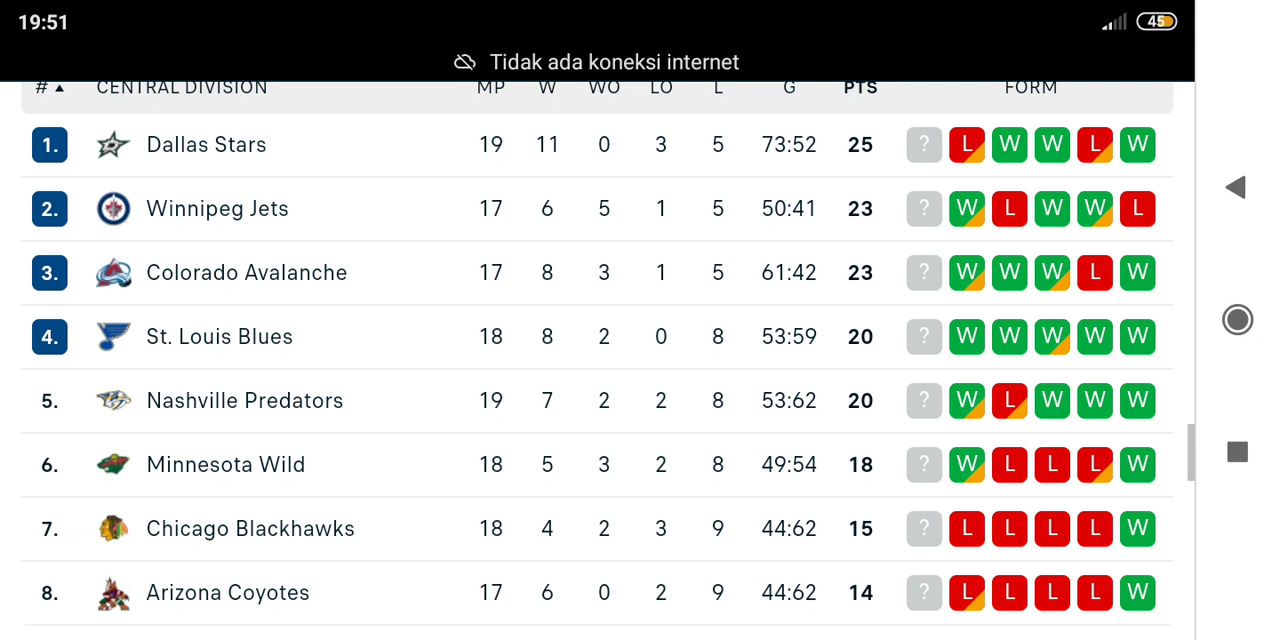 19:51 45
Tidak ada koneksi internet
# ▲ CENTRAL DIVISION MP W WO LO L G PTS FORM
1. Dallas Stars 19 11 0 3 5 73:52 25 ? L W W L W
2. Winnipeg Jets 17 6 5 1 5 50:41 23 ? W L W W L
3. Colorado Avalanche 17 8 3 1 5 61:42 23 ? W W W L W
4. St. Louis Blues 18 8 2 0 8 53:59 20 ? W W W W W
5. Nashville Predators 19 7 2 2 8 53:62 20 ? W L W W W
6. Minnesota Wild 18 5 3 2 8 49:54 18 ? W L L L W
7. Chicago Blackhawks 18 4 2 3 9 44:62 15 ? L L L L W
8. Arizona Coyotes 17 6 0 2 9 44:62 14 ? L L L L W